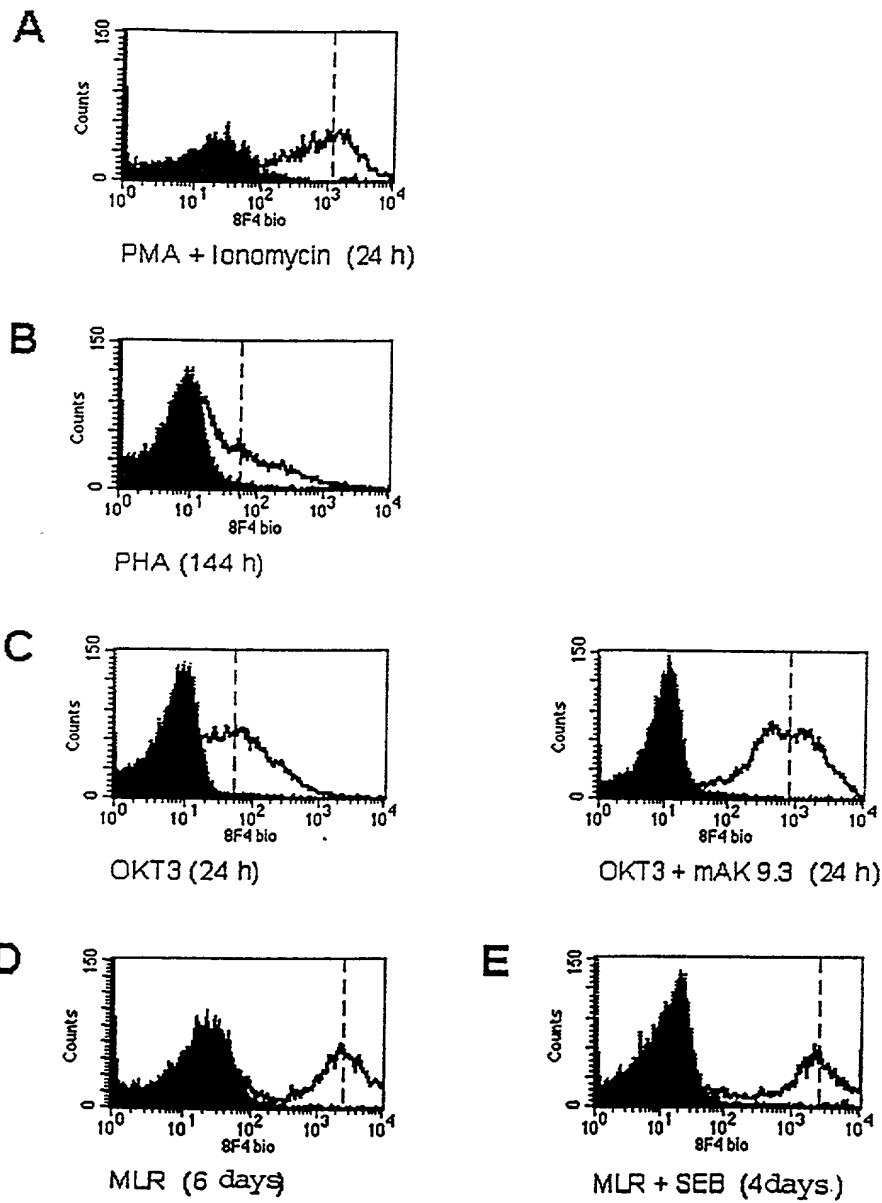 A
150
Counts
0
10^0 10^1 10^2 10^3 10^4
8F4 bio
PMA + Ionomycin (24 h)
B
150
Counts
0
10^0 10^1 10^2 10^3 10^4
8F4 bio
PHA (144 h)
C
150
Counts
0
10^0 10^1 10^2 10^3 10^4
8F4 bio
OKT3 (24 h)
150
Counts
0
10^0 10^1 10^2 10^3 10^4
8F4 bio
OKT3 + mAK 9.3 (24 h)
D
150
Counts
0
10^0 10^1 10^2 10^3 10^4
8F4 bio
MLR (6 days)
E
150
Counts
0
10^0 10^1 10^2 10^3 10^4
8F4 bio
MLR + SEB (4days.)